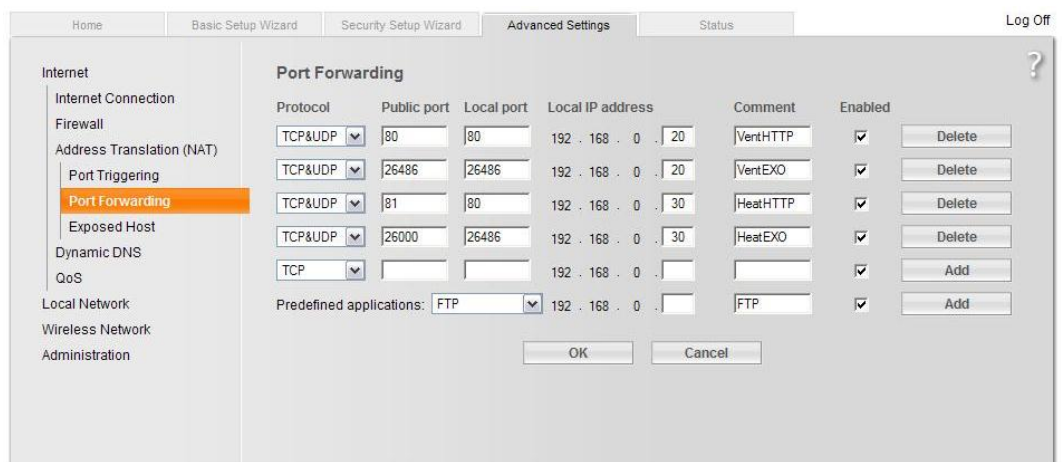 Home Basic Setup Wizard Security Setup Wizard Advanced Settings Status Log Off
?
Internet
Internet Connection
Firewall
Address Translation (NAT)
Port Triggering
Port Forwarding
Exposed Host
Dynamic DNS
QoS
Local Network
Wireless Network
Administration
Port Forwarding
Protocol Public port Local port Local IP address Comment Enabled
TCP&UDP 80 80 192 . 168 . 0 . 20 VentHTTP Delete
TCP&UDP 26486 26486 192 . 168 . 0 . 20 VentEXO Delete
TCP&UDP 81 80 192 . 168 . 0 . 30 HeatHTTP Delete
TCP&UDP 26000 26486 192 . 168 . 0 . 30 HeatEXO Delete
TCP 192 . 168 . 0 . Add
Predefined applications: FTP 192 . 168 . 0 . FTP Add
OK Cancel